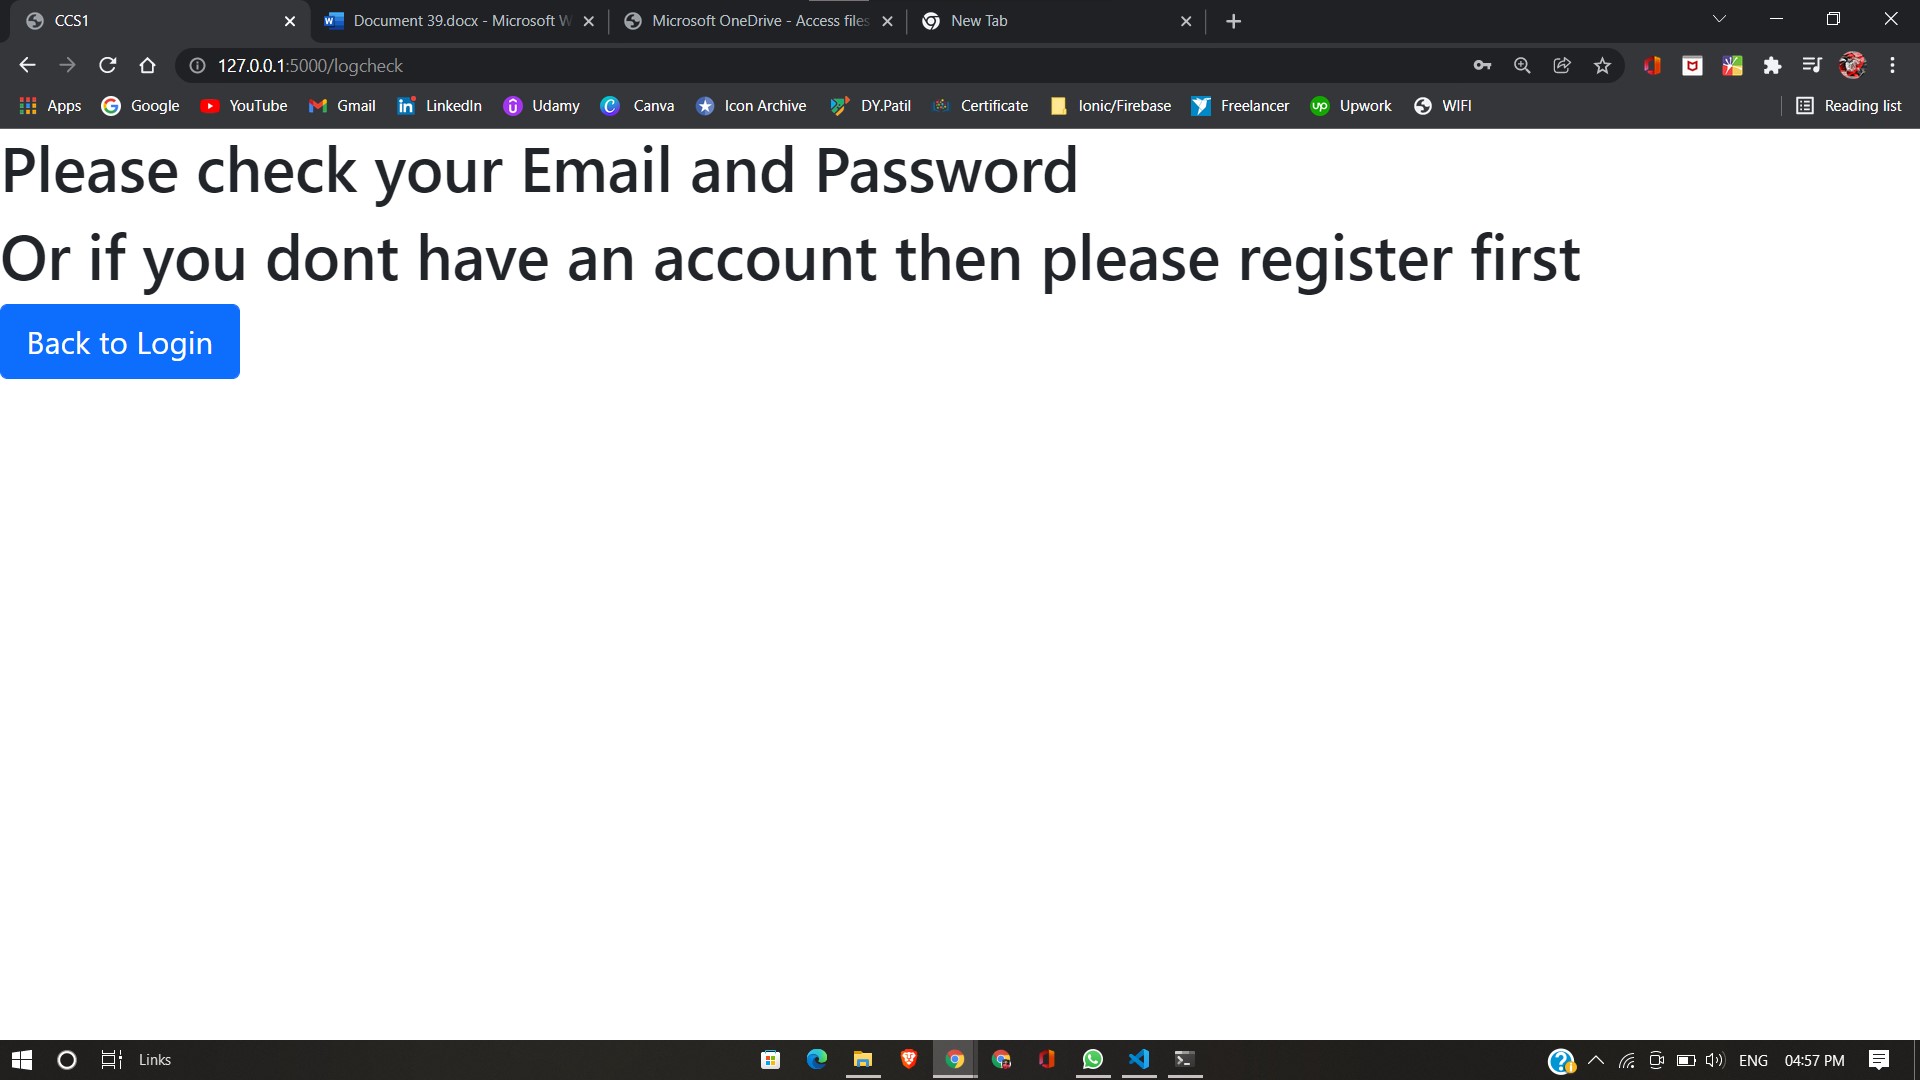 CCS1
Document 39.docx - Microsoft W
Microsoft OneDrive - Access files
New Tab
127.0.0.1:5000/logcheck
Apps
Google
YouTube
Gmail
LinkedIn
Udamy
Canva
Icon Archive
DY.Patil
Certificate
Ionic/Firebase
Freelancer
Upwork
WIFI
Reading list
Please check your Email and Password
Or if you dont have an account then please register first
Back to Login
Links
ENG
04:57 PM